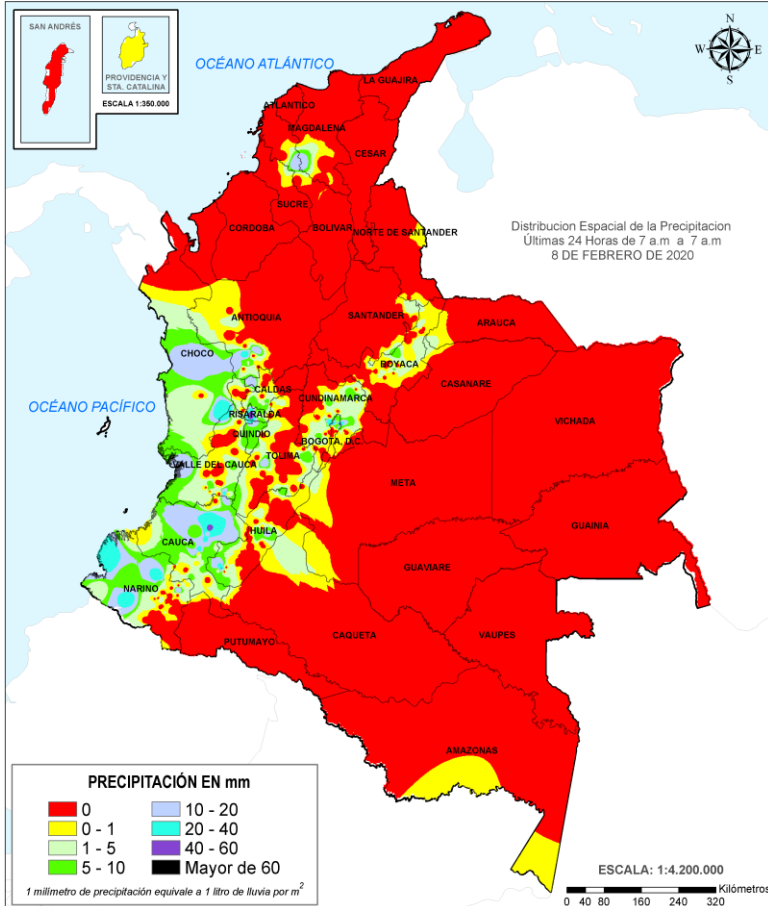 SAN ANDRÉS
PROVIDENCIA Y
STA. CATALINA
ESCALA 1:350.000
N
W
E
S
OCÉANO ATLÁNTICO
LA GUAJIRA
ATLANTICO
MAGDALENA
CESAR
SUCRE
CORDOBA
BOLIVAR
NORTE DE SANTANDER
Distribucion Espacial de la Precipitacion
Últimas 24 Horas de 7 a.m a 7 a.m
8 DE FEBRERO DE 2020
ANTIOQUIA
SANTANDER
ARAUCA
CHOCO
BOYACA
CASANARE
CALDAS
CUNDINAMARCA
OCÉANO PACÍFICO
RISARALDA
VICHADA
QUINDIO
BOGOTA, D.C.
TOLIMA
VALLE DEL CAUCA
META
GUAINIA
HUILA
CAUCA
GUAVIARE
NARIÑO
CAQUETA
VAUPES
PUTUMAYO
AMAZONAS
PRECIPITACIÓN EN mm
0
10 - 20
0 - 1
20 - 40
1 - 5
40 - 60
5 - 10
Mayor de 60
1 milímetro de precipitación equivale a 1 litro de lluvia por m²
ESCALA: 1:4.200.000
Kilómetros
0 40 80 160 240 320